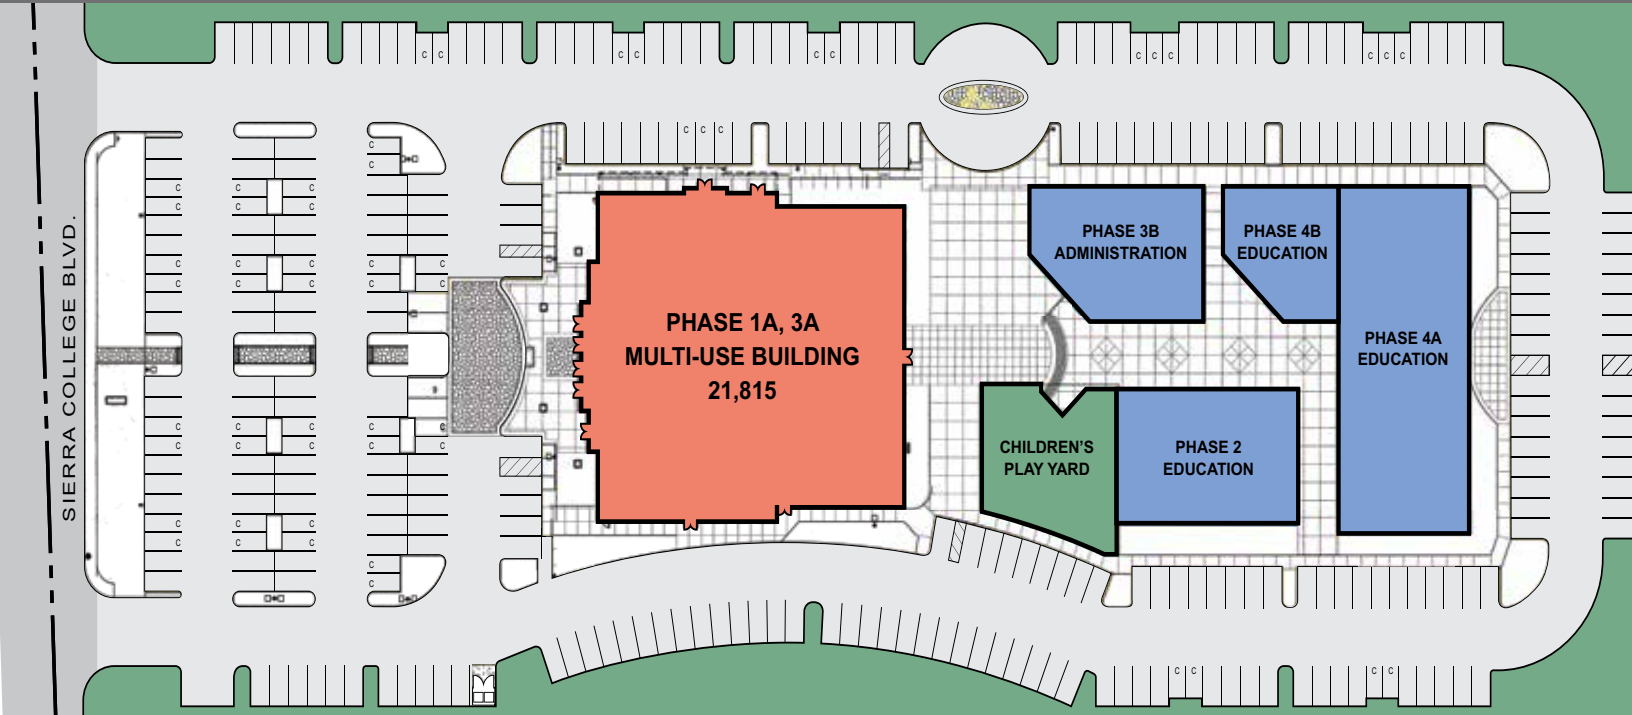 SIERRA COLLEGE BLVD.
PHASE 1A, 3A
MULTI-USE BUILDING
21,815
PHASE 3B
ADMINISTRATION
PHASE 4B
EDUCATION
PHASE 4A
EDUCATION
CHILDREN'S
PLAY YARD
PHASE 2
EDUCATION